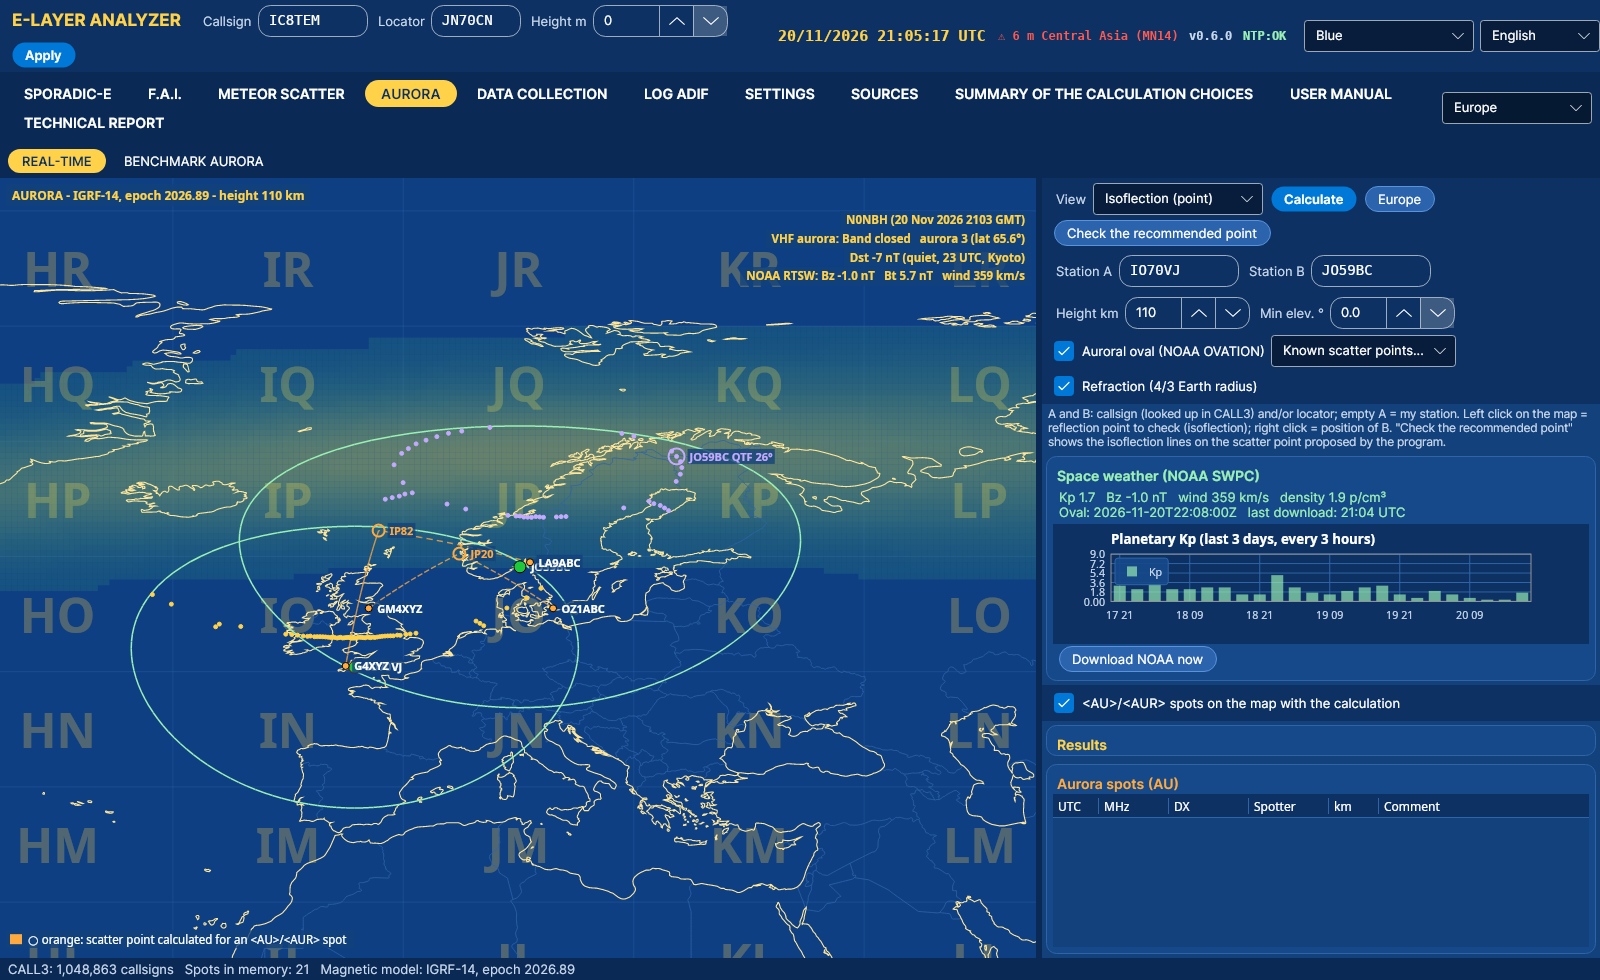 E-LAYER ANALYZER Callsign IC8TEM Locator JN70CN Height m 0
Apply
20/11/2026 21:05:17 UTC ⚠ 6 m Central Asia (MN14) v0.6.0 NTP:OK Blue English
SPORADIC-E F.A.I. METEOR SCATTER AURORA DATA COLLECTION LOG ADIF SETTINGS SOURCES SUMMARY OF THE CALCULATION CHOICES USER MANUAL
TECHNICAL REPORT
Europe
REAL-TIME BENCHMARK AURORA
AURORA - IGRF-14, epoch 2026.89 - height 110 km
N0NBH (20 Nov 2026 2103 GMT)
VHF aurora: Band closed aurora 3 (lat 65.6°)
Dst -7 nT (quiet, 23 UTC, Kyoto)
NOAA RTSW: Bz -1.0 nT Bt 5.7 nT wind 359 km/s
HR IR JR KR
HQ IQ JQ KQ LQ
JO59BC QTF 26°
HP IP JP KP LP
IP82
JP20
LA9ABC
GM4XYZ
OZ1ABC
HO IO JO KO LO
G4XYZ VJ
HN IN JN KN LN
HM IM JM KM LM
orange: scatter point calculated for an <AU>/<AUR> spot
CALL3: 1,048,863 callsigns Spots in memory: 21 Magnetic model: IGRF-14, epoch 2026.89
View Isoflection (point) Calculate Europe
Check the recommended point
Station A IO70VJ Station B JO59BC
Height km 110 Min elev. ° 0.0
Auroral oval (NOAA OVATION) Known scatter points...
Refraction (4/3 Earth radius)
A and B: callsign (looked up in CALL3) and/or locator; empty A = my station. Left click on the map =
reflection point to check (isoflection); right click = position of B. "Check the recommended point"
shows the isoflection lines on the scatter point proposed by the program.
Space weather (NOAA SWPC)
Kp 1.7 Bz -1.0 nT wind 359 km/s density 1.9 p/cm³
Oval: 2026-11-20T22:08:00Z last download: 21:04 UTC
Planetary Kp (last 3 days, every 3 hours)
9.0
7.2
5.4
3.6
1.8
0.00
Kp
17 21 18 09 18 21 19 09 19 21 20 09
Download NOAA now
<AU>/<AUR> spots on the map with the calculation
Results
Aurora spots (AU)
UTC MHz DX Spotter km Comment